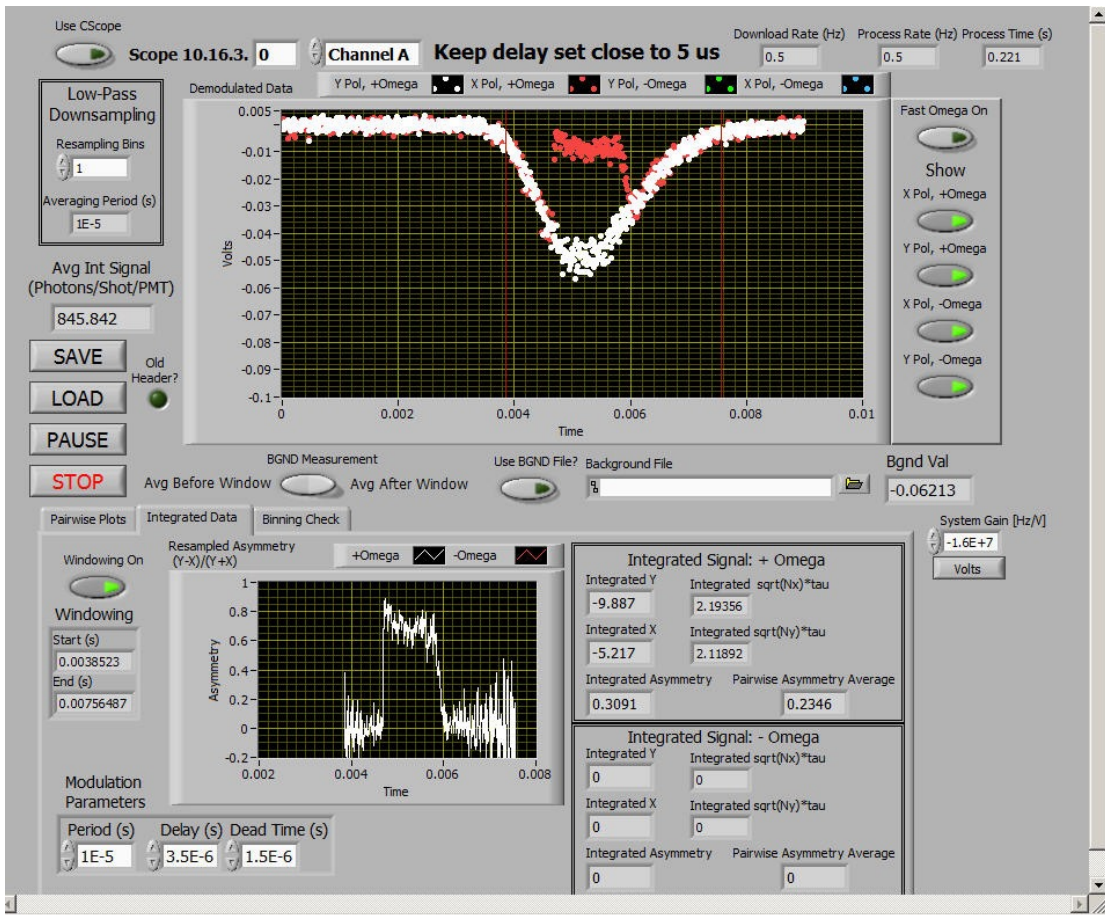 Use CScope
Scope 10.16.3. 0
Channel A
Keep delay set close to 5 us
Download Rate (Hz) Process Rate (Hz) Process Time (s)
0.5 0.5 0.221
Low-Pass
Downsampling
Resampling Bins
1
Averaging Period (s)
1E-5
Demodulated Data
Y Pol, +Omega X Pol, +Omega Y Pol, -Omega X Pol, -Omega
0.005
-0.01
-0.02
-0.03
-0.04
-0.05
-0.06
-0.07
-0.08
-0.09
-0.1
Volts
0 0.002 0.004 0.006 0.008 0.01
Time
Fast Omega On
Show
X Pol, +Omega
Y Pol, +Omega
X Pol, -Omega
Y Pol, -Omega
Avg Int Signal
(Photons/Shot/PMT)
845.842
SAVE
LOAD
PAUSE
STOP
Old
Header?
BGND Measurement
Avg Before Window Avg After Window
Use BGND File?
Background File
Bgnd Val
-0.06213
Pairwise Plots Integrated Data Binning Check
System Gain [Hz/V]
-1.6E+7
Volts
Windowing On
Windowing
Start (s)
0.0038523
End (s)
0.00756487
Resampled Asymmetry
(Y-X)/(Y+X)
+Omega -Omega
1
0.8
0.6
0.4
0.2
0
-0.2
Asymmetry
0.002 0.004 0.006 0.008
Time
Modulation
Parameters
Period (s) Delay (s) Dead Time (s)
1E-5 3.5E-6 1.5E-6
Integrated Signal: + Omega
Integrated Y Integrated sqrt(Nx)*tau
-9.887 2.19356
Integrated X Integrated sqrt(Ny)*tau
-5.217 2.11892
Integrated Asymmetry Pairwise Asymmetry Average
0.3091 0.2346
Integrated Signal: - Omega
Integrated Y Integrated sqrt(Nx)*tau
0 0
Integrated X Integrated sqrt(Ny)*tau
0 0
Integrated Asymmetry Pairwise Asymmetry Average
0 0